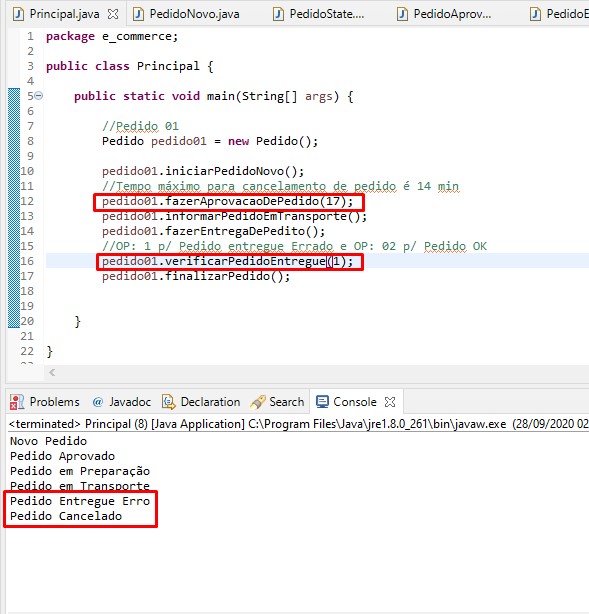 Principal.java
PedidoNovo.java
PedidoState....
PedidoAprov...
PedidoE
1 package e_commerce;
2
3 public class Principal {
4
5 public static void main(String[] args) {
6
7 //Pedido 01
8 Pedido pedido01 = new Pedido();
9
10 pedido01.iniciarPedidoNovo();
11 //Tempo máximo para cancelamento de pedido é 14 min
12 pedido01.fazerAprovacaoDePedido(17);
13 pedido01.informarPedidoEmTransporte();
14 pedido01.fazerEntregaDePedito();
15 //OP: 1 p/ Pedido entregue Errado e OP: 02 p/ Pedido OK
16 pedido01.verificarPedidoEntregue(1);
17 pedido01.finalizarPedido();
18
19
20 }
21
22 }
23
Problems @ Javadoc Declaration Search Console
<terminated> Principal (8) [Java Application] C:\Program Files\Java\jre1.8.0_261\bin\javaw.exe (28/09/2020 02
Novo Pedido
Pedido Aprovado
Pedido em Preparação
Pedido em Transporte
Pedido Entregue Erro
Pedido Cancelado